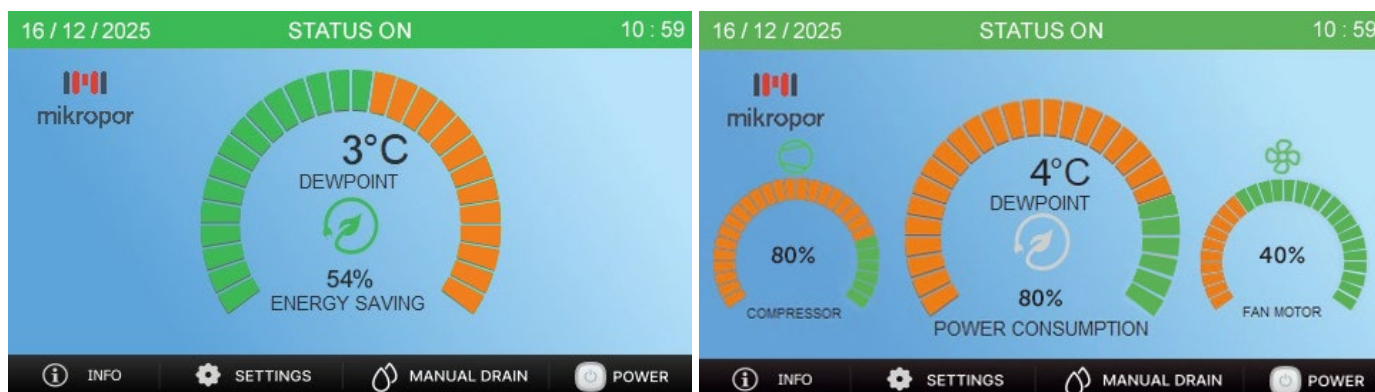 16 / 12 / 2025 STATUS ON 10 : 59
mikropor
3°C
DEWPOINT
54%
ENERGY SAVING
INFO SETTINGS MANUAL DRAIN POWER
16 / 12 / 2025 STATUS ON 10 : 59
mikropor
4°C
DEWPOINT
80%
POWER CONSUMPTION
80%
COMPRESSOR
40%
FAN MOTOR
INFO SETTINGS MANUAL DRAIN POWER